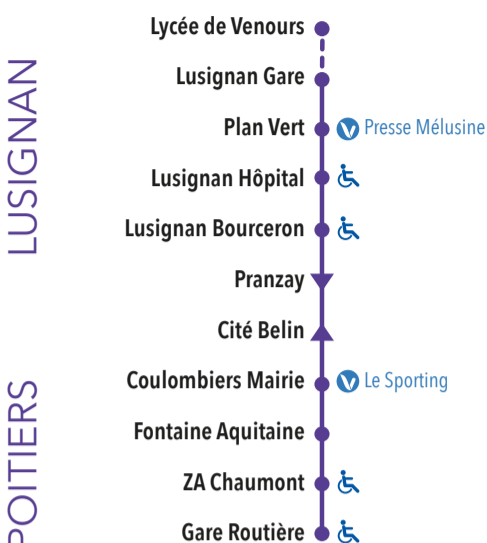 Lycée de Venours
Lusignan Gare
Plan Vert
Presse Mélusine
Lusignan Hôpital
Lusignan Bourceron
Pranzay
Cité Belin
Coulombiers Mairie
Le Sporting
Fontaine Aquitaine
ZA Chaumont
Gare Routière
LUSIGNAN
POITIERS